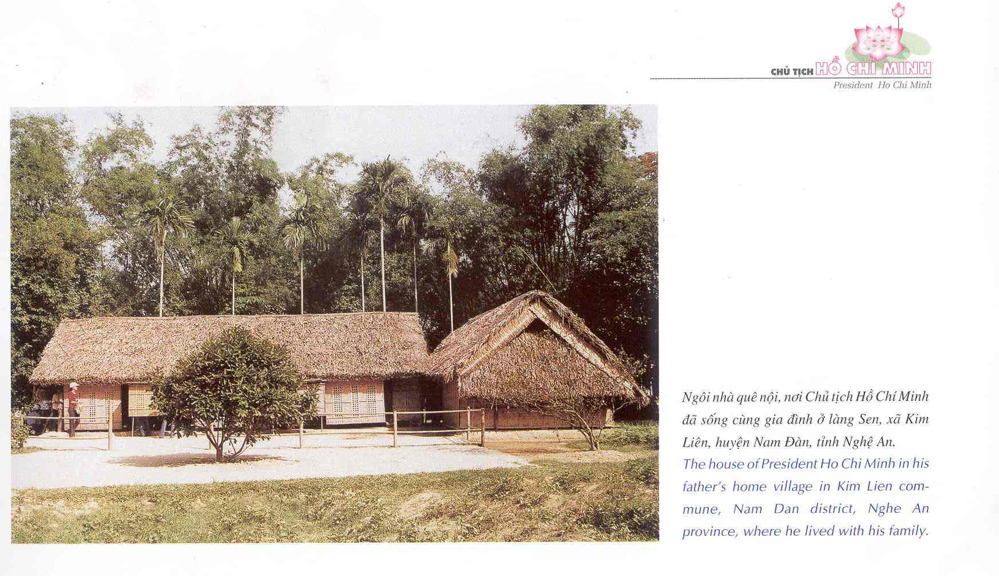 CHỦ TỊCH HỒ CHÍ MINH
President Ho Chi Minh
Ngôi nhà quê nội, nơi Chủ tịch Hồ Chí Minh
đã sống cùng gia đình ở làng Sen, xã Kim
Liên, huyện Nam Đàn, tỉnh Nghệ An.
The house of President Ho Chi Minh in his
father's home village in Kim Lien com-
mune, Nam Dan district, Nghe An
province, where he lived with his family.